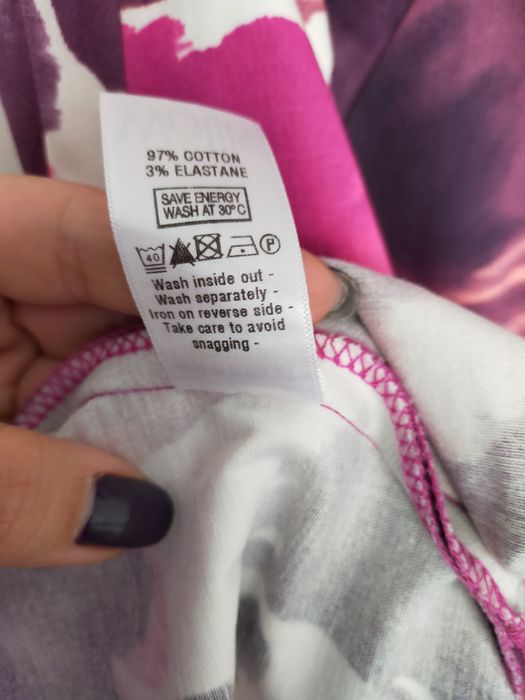 97% COTTON
3% ELASTANE
SAVE ENERGY
WASH AT 30°C
40 P
Wash inside out -
Wash separately -
Iron on reverse side -
Take care to avoid
snagging -